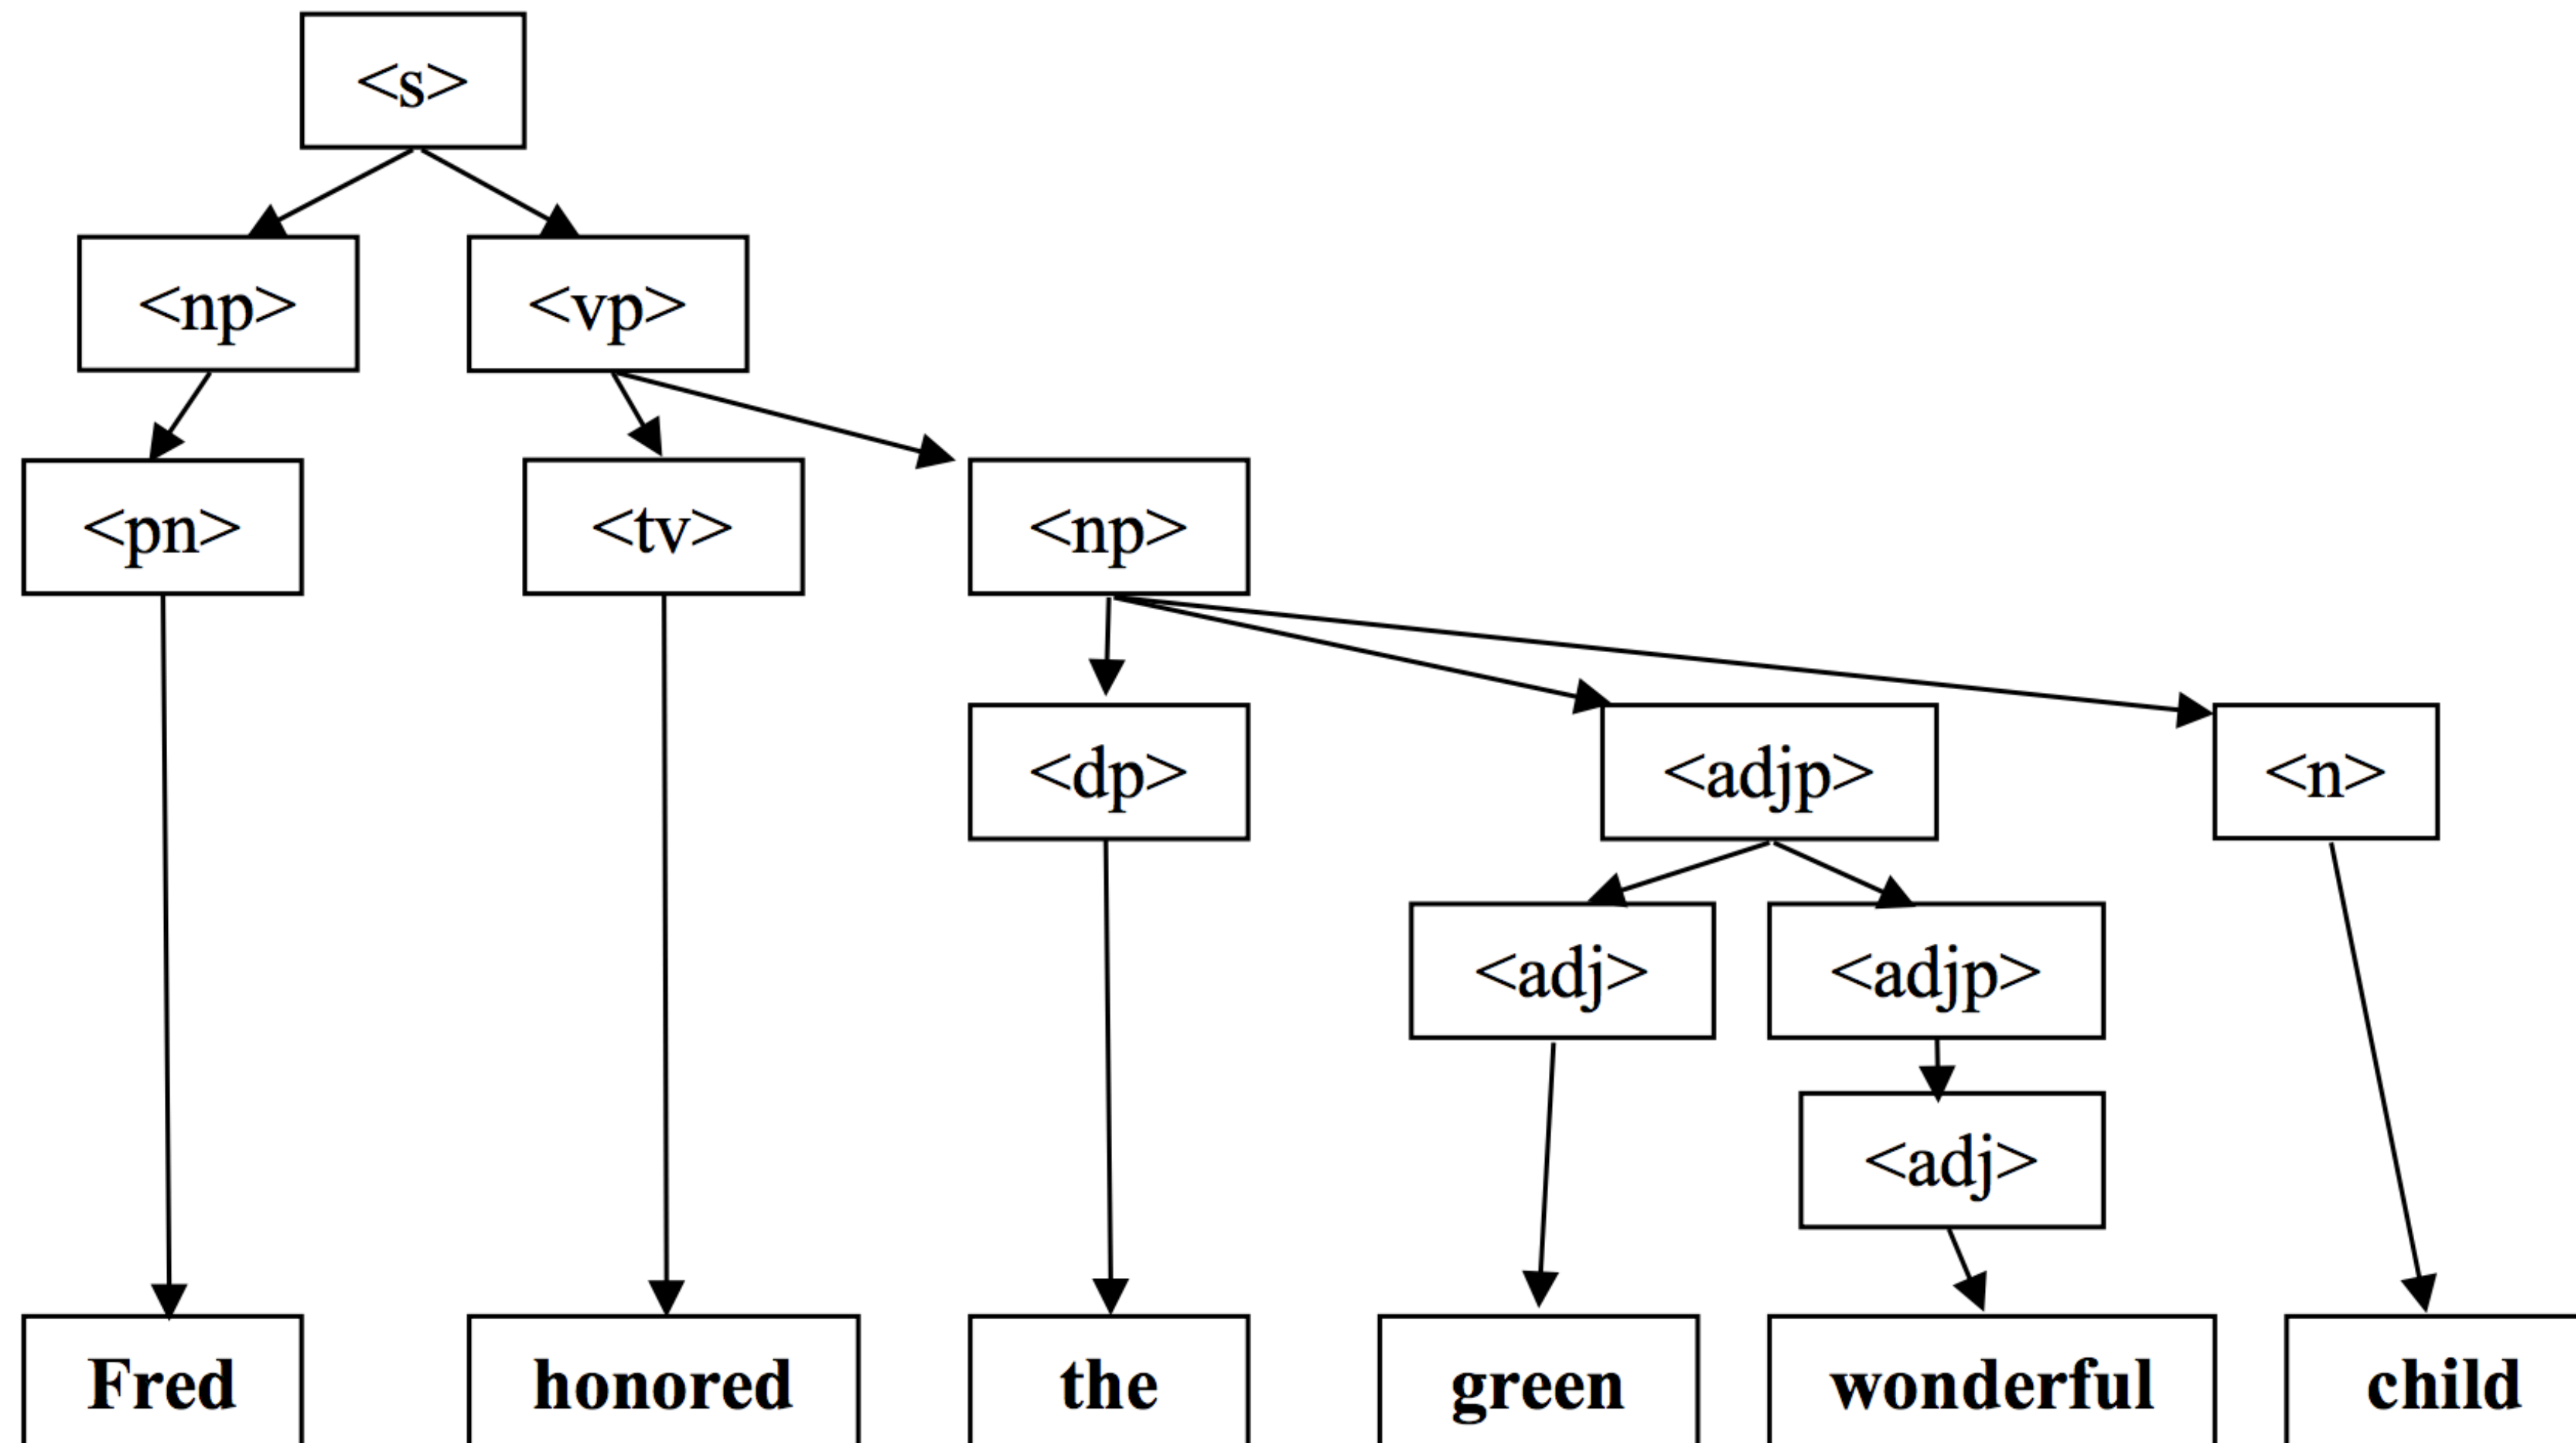 <s>
<np> <vp>
<pn> <tv> <np>
<dp> <adjp> <n>
<adj> <adjp>
<adj>
Fred honored the green wonderful child